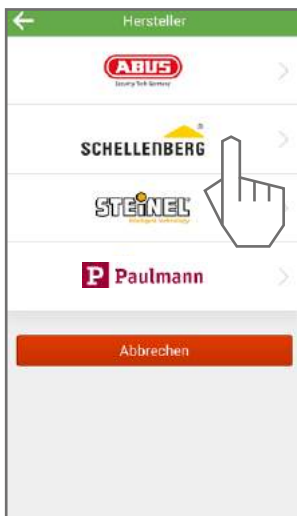 Hersteller
ABUS
Security Tech Germany
SCHELLENBERG
STEINEL
P Paulmann
Abbrechen